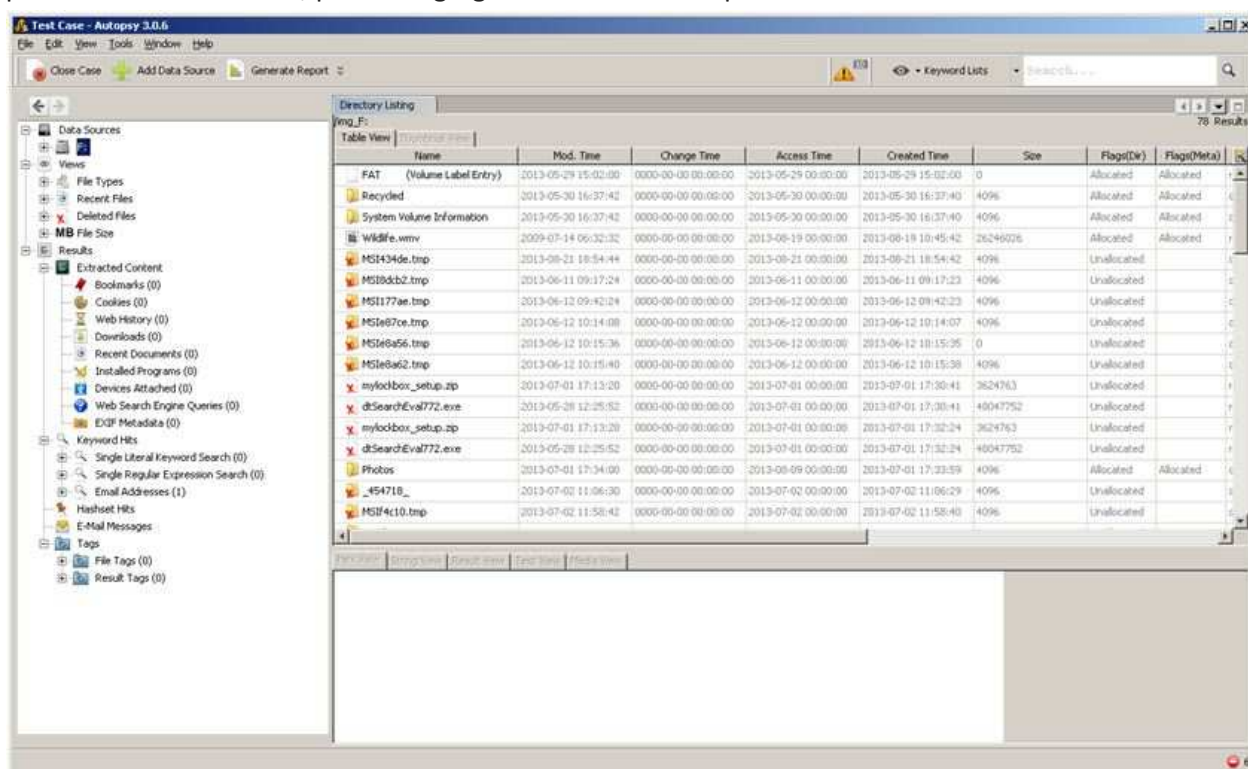 Test Case - Autopsy 3.0.6
File Edit View Tools Window Help
Close Case Add Data Source Generate Report Keyword Lists Search...
Directory Listing
/img_F:
78 Results
Table View Thumbnail View
Name Mod. Time Change Time Access Time Created Time Size Flags(Dir) Flags(Meta)
FAT (Volume Label Entry) 2013-05-29 15:02:00 0000-00-00 00:00:00 2013-05-29 00:00:00 2013-05-29 15:02:00 0 Allocated Allocated
Recycled 2013-05-30 16:37:42 0000-00-00 00:00:00 2013-05-30 00:00:00 2013-05-30 16:37:40 4096 Allocated Allocated
System Volume Information 2013-05-30 16:37:42 0000-00-00 00:00:00 2013-05-30 00:00:00 2013-05-30 16:37:40 4096 Allocated Allocated
Wildlife.wmv 2009-07-14 06:32:32 0000-00-00 00:00:00 2013-08-19 00:00:00 2013-08-19 10:45:42 26246026 Allocated Allocated
MSI434de.tmp 2013-08-21 18:54:44 0000-00-00 00:00:00 2013-08-21 00:00:00 2013-08-21 18:54:42 4096 Unallocated
MSI8dcb2.tmp 2013-06-11 09:17:24 0000-00-00 00:00:00 2013-06-11 00:00:00 2013-06-11 09:17:23 4096 Unallocated
MSI177ae.tmp 2013-06-12 09:42:24 0000-00-00 00:00:00 2013-06-12 00:00:00 2013-06-12 09:42:23 4096 Unallocated
MSIe87ce.tmp 2013-06-12 10:14:08 0000-00-00 00:00:00 2013-06-12 00:00:00 2013-06-12 10:14:07 4096 Unallocated
MSIe8a56.tmp 2013-06-12 10:15:36 0000-00-00 00:00:00 2013-06-12 00:00:00 2013-06-12 10:15:35 0 Unallocated
MSIe8a62.tmp 2013-06-12 10:15:40 0000-00-00 00:00:00 2013-06-12 00:00:00 2013-06-12 10:15:38 4096 Unallocated
mylockbox_setup.zip 2013-07-01 17:13:20 0000-00-00 00:00:00 2013-07-01 00:00:00 2013-07-01 17:30:41 3624763 Unallocated
dtSearchEval772.exe 2013-05-28 12:25:52 0000-00-00 00:00:00 2013-07-01 00:00:00 2013-07-01 17:30:41 48047752 Unallocated
mylockbox_setup.zip 2013-07-01 17:13:20 0000-00-00 00:00:00 2013-07-01 00:00:00 2013-07-01 17:32:24 3624763 Unallocated
dtSearchEval772.exe 2013-05-28 12:25:52 0000-00-00 00:00:00 2013-07-01 00:00:00 2013-07-01 17:32:24 48047752 Unallocated
Photos 2013-07-01 17:34:00 0000-00-00 00:00:00 2013-08-09 00:00:00 2013-07-01 17:33:59 4096 Allocated Allocated
_454718_ 2013-07-02 11:06:30 0000-00-00 00:00:00 2013-07-02 00:00:00 2013-07-02 11:06:29 4096 Unallocated
MSIf4c10.tmp 2013-07-02 11:58:42 0000-00-00 00:00:00 2013-07-02 00:00:00 2013-07-02 11:58:40 4096 Unallocated
Data Sources
Views
File Types
Recent Files
Deleted Files
MB File Size
Results
Extracted Content
Bookmarks (0)
Cookies (0)
Web History (0)
Downloads (0)
Recent Documents (0)
Installed Programs (0)
Devices Attached (0)
Web Search Engine Queries (0)
EXIF Metadata (0)
Keyword Hits
Single Literal Keyword Search (0)
Single Regular Expression Search (0)
Email Addresses (1)
Hashset Hits
E-Mail Messages
Tags
File Tags (0)
Result Tags (0)
Hex View String View Result View Text View Media View